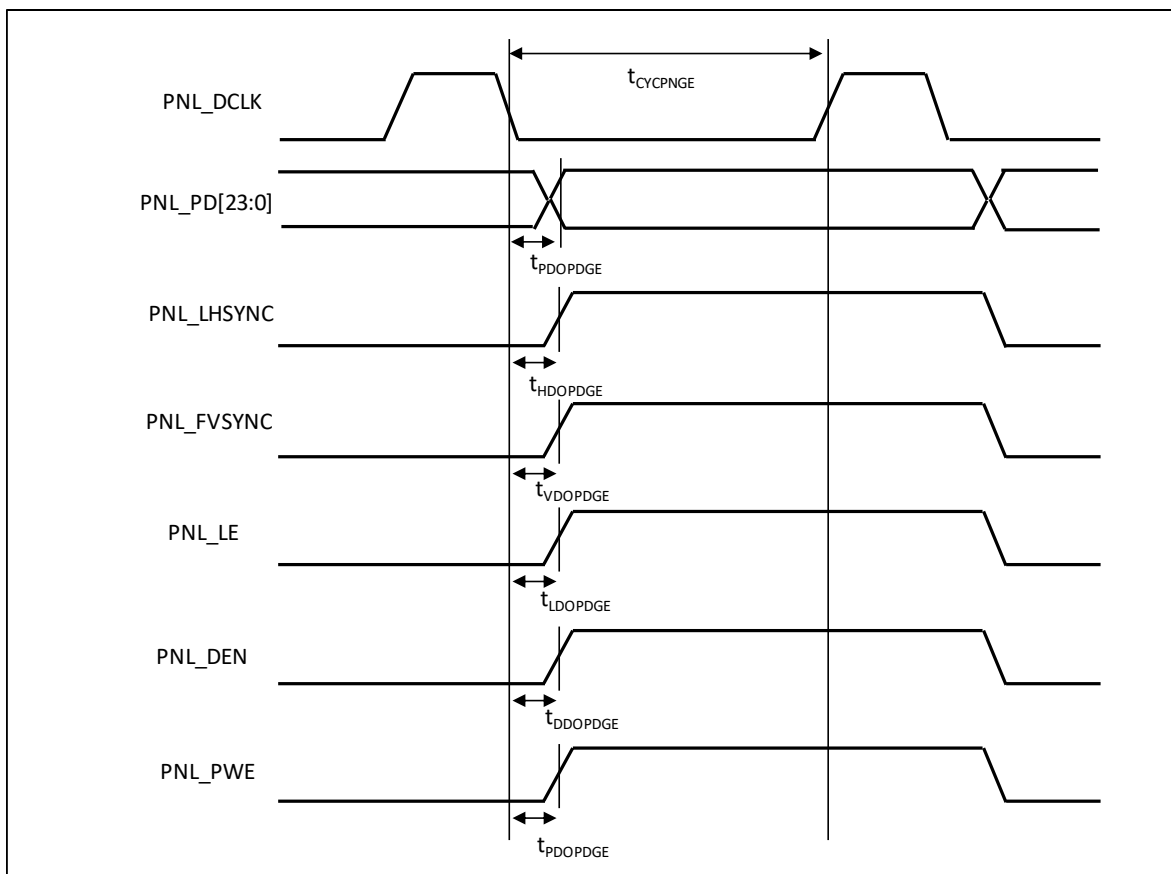 tCYCPNGE
PNL_DCLK
PNL_PD[23:0]
tPDOPDGE
PNL_LHSYNC
tHDOPDGE
PNL_FVSYNC
tVDOPDGE
PNL_LE
tLDOPDGE
PNL_DEN
tDDOPDGE
PNL_PWE
tPDOPDGE